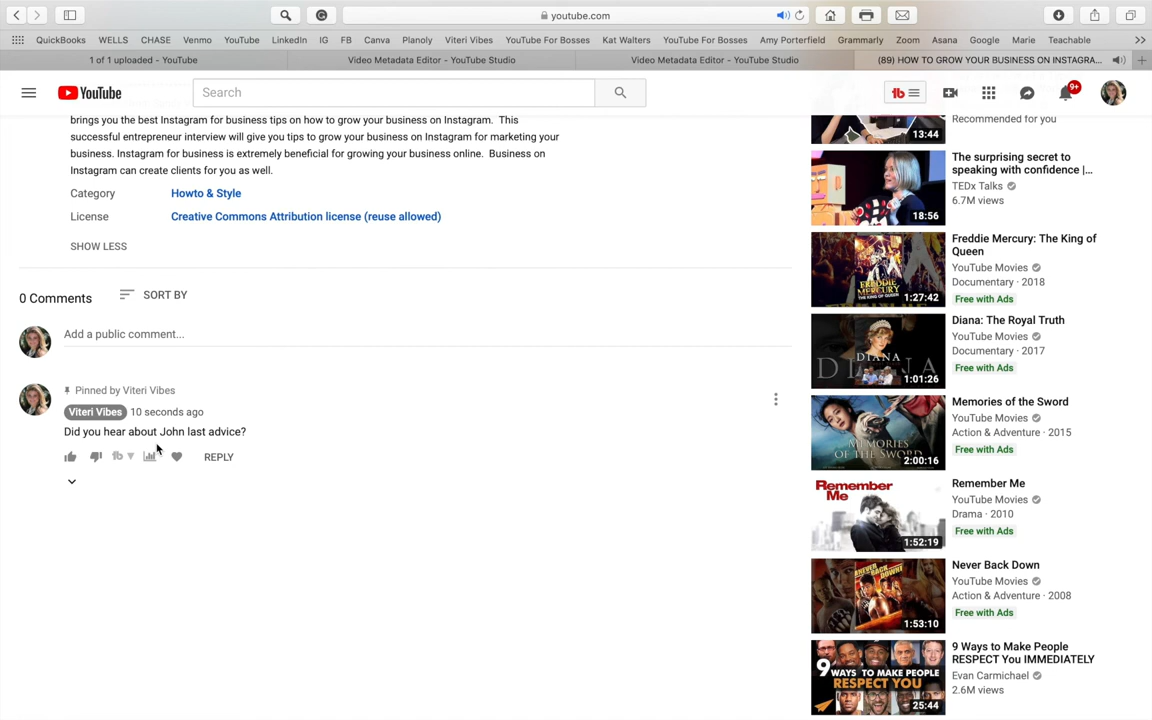 youtube.com
QuickBooks WELLS CHASE Venmo YouTube LinkedIn IG FB Canva Planoly Viteri Vibes YouTube For Bosses Kat Walters YouTube For Bosses Amy Porterfield Grammarly Zoom Asana Google Marie Teachable
1 of 1 uploaded - YouTube
Video Metadata Editor - YouTube Studio
Video Metadata Editor - YouTube Studio
(89) HOW TO GROW YOUR BUSINESS ON INSTAGRA...
YouTube
Search
tb
9+
brings you the best Instagram for business tips on how to grow your business on Instagram. This
successful entrepreneur interview will give you tips to grow your business on Instagram for marketing your
business. Instagram for business is extremely beneficial for growing your business online. Business on
Instagram can create clients for you as well.
Category Howto & Style
License Creative Commons Attribution license (reuse allowed)
SHOW LESS
0 Comments SORT BY
Add a public comment...
Pinned by Viteri Vibes
Viteri Vibes 10 seconds ago
Did you hear about John last advice?
tb REPLY
13:44
Recommended for you
18:56
The surprising secret to
speaking with confidence |...
TEDx Talks
6.7M views
FREDDIE
MERCURY
1:27:42
Freddie Mercury: The King of
Queen
YouTube Movies
Documentary · 2018
Free with Ads
DIANA
1:01:26
Diana: The Royal Truth
YouTube Movies
Documentary · 2017
Free with Ads
MEMORIES
OF THE SWORD
2:00:16
Memories of the Sword
YouTube Movies
Action & Adventure · 2015
Free with Ads
Remember
Me
1:52:19
Remember Me
YouTube Movies
Drama · 2010
Free with Ads
NEVER BACK
DOWN
1:53:10
Never Back Down
YouTube Movies
Action & Adventure · 2008
Free with Ads
9 WAYS TO MAKE PEOPLE
RESPECT YOU
25:44
9 Ways to Make People
RESPECT You IMMEDIATELY
Evan Carmichael
2.6M views